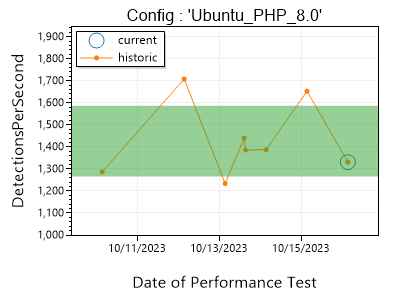 Config : 'Ubuntu_PHP_8.0'
current
historic
DetectionsPerSecond
1,900
1,800
1,700
1,600
1,500
1,400
1,300
1,200
1,100
1,000
10/11/2023 10/13/2023 10/15/2023
Date of Performance Test